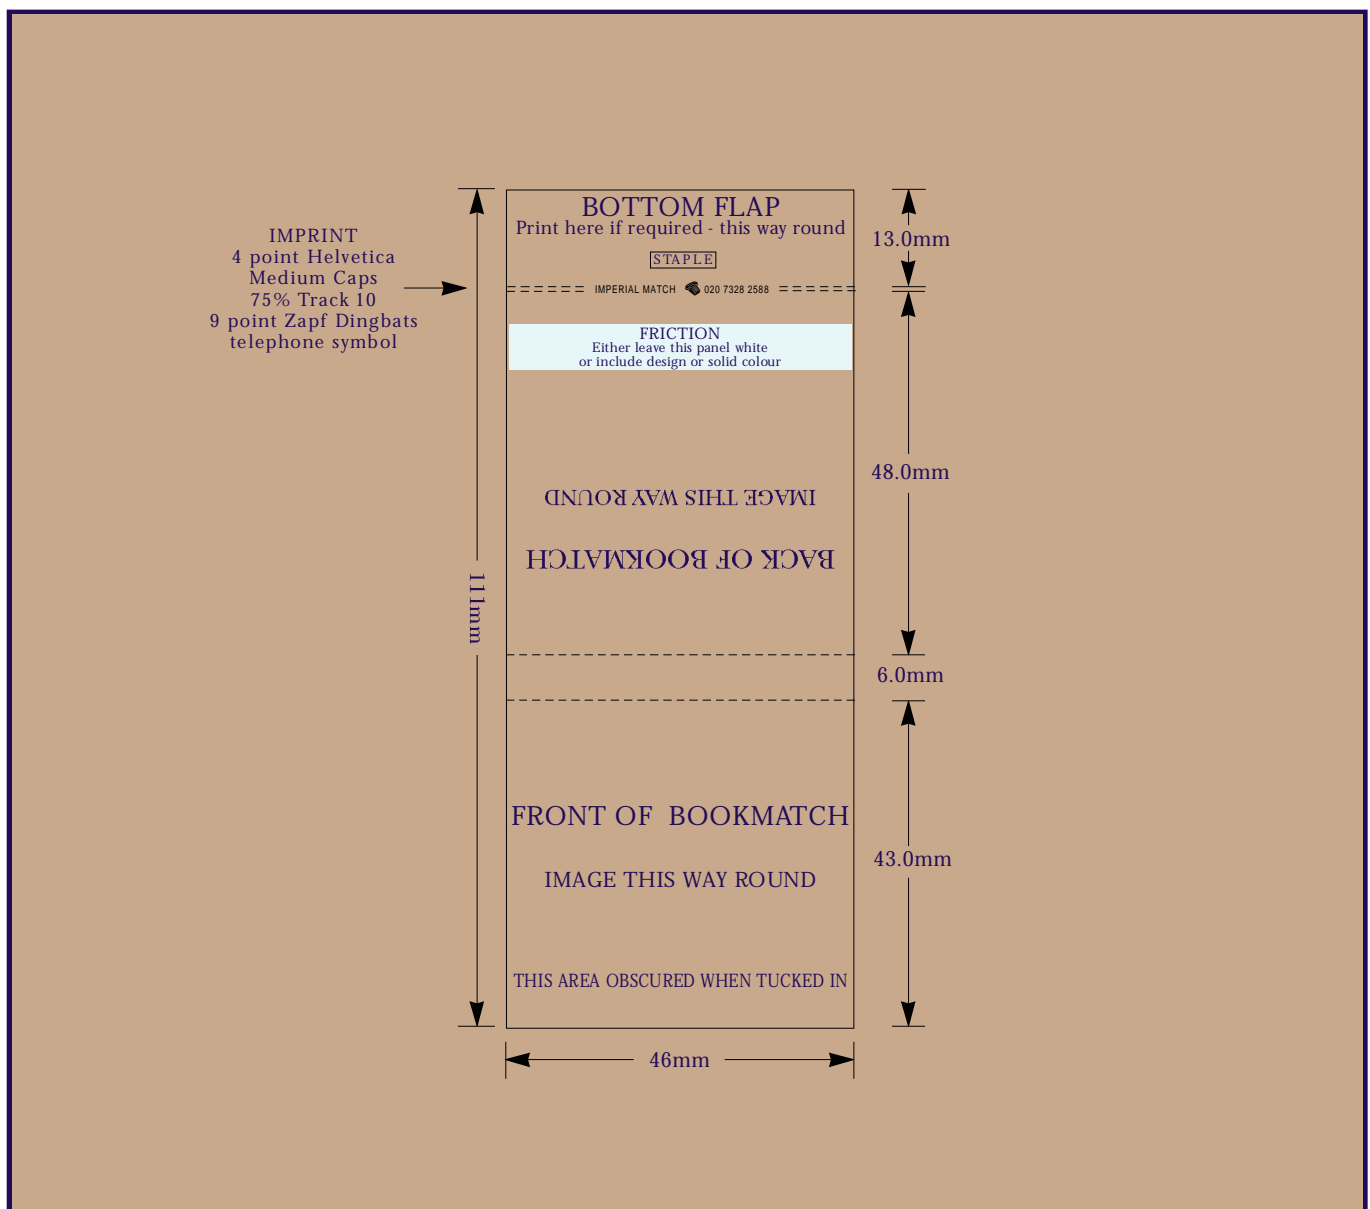 BOTTOM FLAP
Print here if required - this way round
STAPLE
IMPERIAL MATCH 020 7328 2588
IMPRINT
4 point Helvetica
Medium Caps
75% Track 10
9 point Zapf Dingbats
telephone symbol
FRICTION
Either leave this panel white
or include design or solid colour
IMAGE THIS WAY ROUND
BACK OF BOOKMATCH
FRONT OF BOOKMATCH
IMAGE THIS WAY ROUND
THIS AREA OBSCURED WHEN TUCKED IN
111mm
46mm
13.0mm
48.0mm
6.0mm
43.0mm